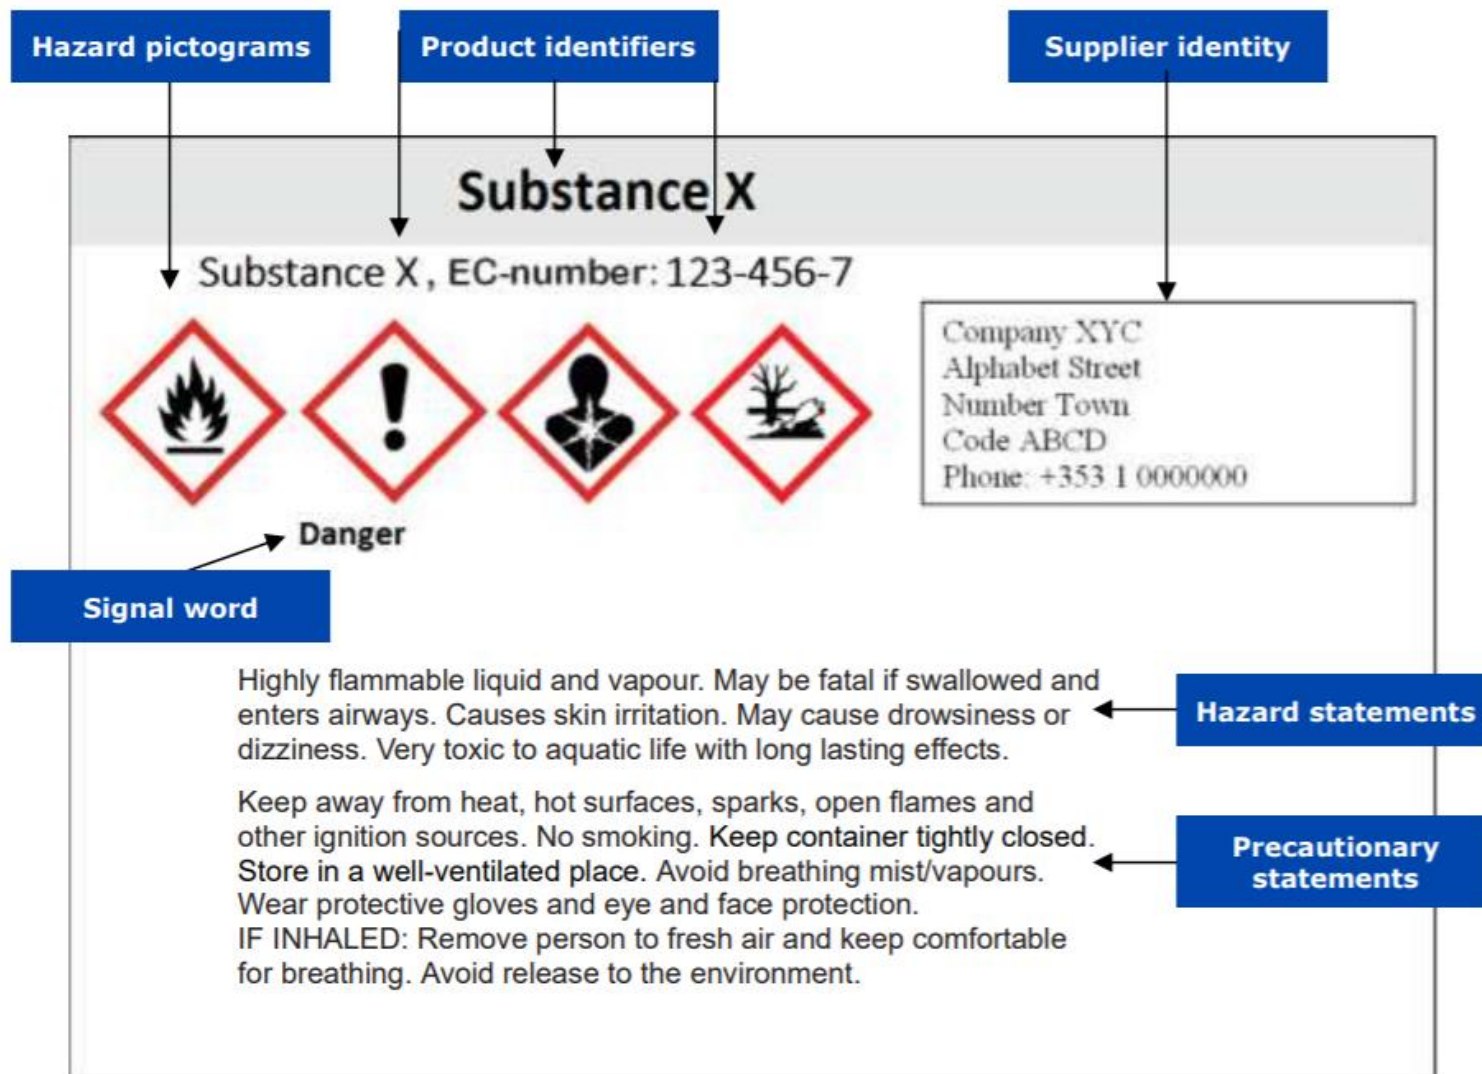 Hazard pictograms
Product identifiers
Supplier identity
Substance X
Substance X, EC-number: 123-456-7
Company XYC
Alphabet Street
Number Town
Code ABCD
Phone: +353 1 0000000
Danger
Signal word
Highly flammable liquid and vapour. May be fatal if swallowed and
enters airways. Causes skin irritation. May cause drowsiness or
dizziness. Very toxic to aquatic life with long lasting effects.
Hazard statements
Keep away from heat, hot surfaces, sparks, open flames and
other ignition sources. No smoking. Keep container tightly closed.
Store in a well-ventilated place. Avoid breathing mist/vapours.
Wear protective gloves and eye and face protection.
IF INHALED: Remove person to fresh air and keep comfortable
for breathing. Avoid release to the environment.
Precautionary
statements